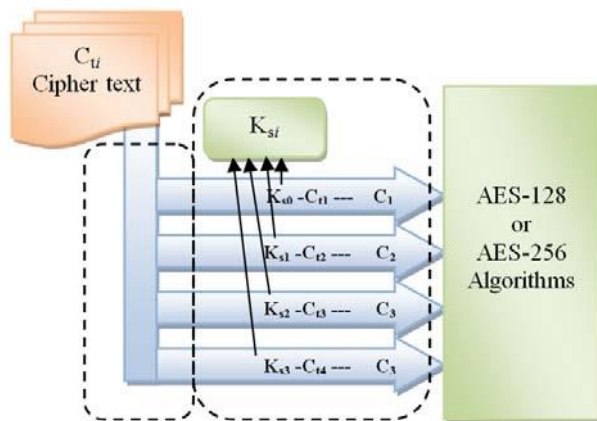 C_ti
Cipher text
K_si
K_s0 -C_t1 --- C_1
K_s1 -C_t2 --- C_2
K_s2 -C_t3 --- C_3
K_s3 -C_t4 --- C_3
AES-128
or
AES-256
Algorithms